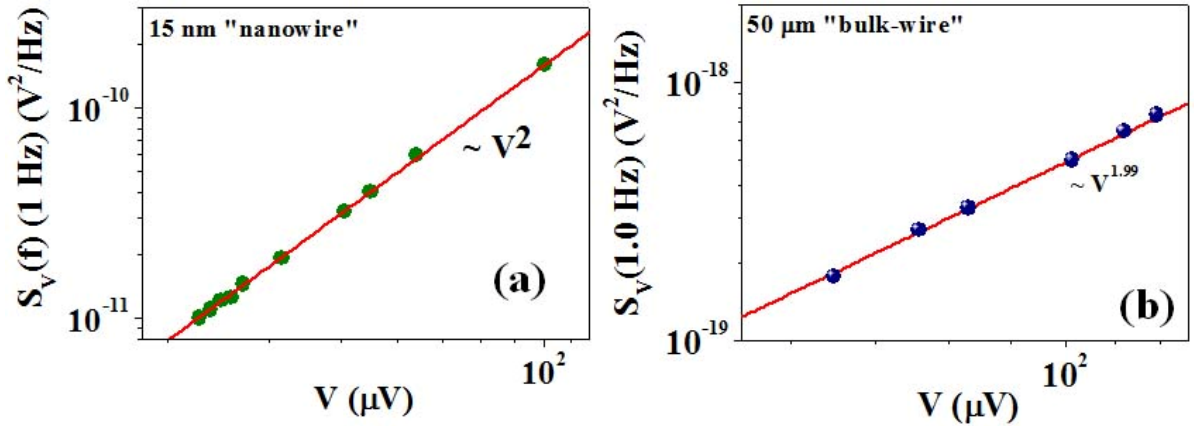 15 nm "nanowire"
S_V(f) (1 Hz) (V²/Hz)
10⁻¹⁰
10⁻¹¹
~ V²
(a)
10²
V (µV)
50 µm "bulk-wire"
S_V(1.0 Hz) (V²/Hz)
10⁻¹⁸
10⁻¹⁹
~ V¹·⁹⁹
(b)
10²
V (µV)